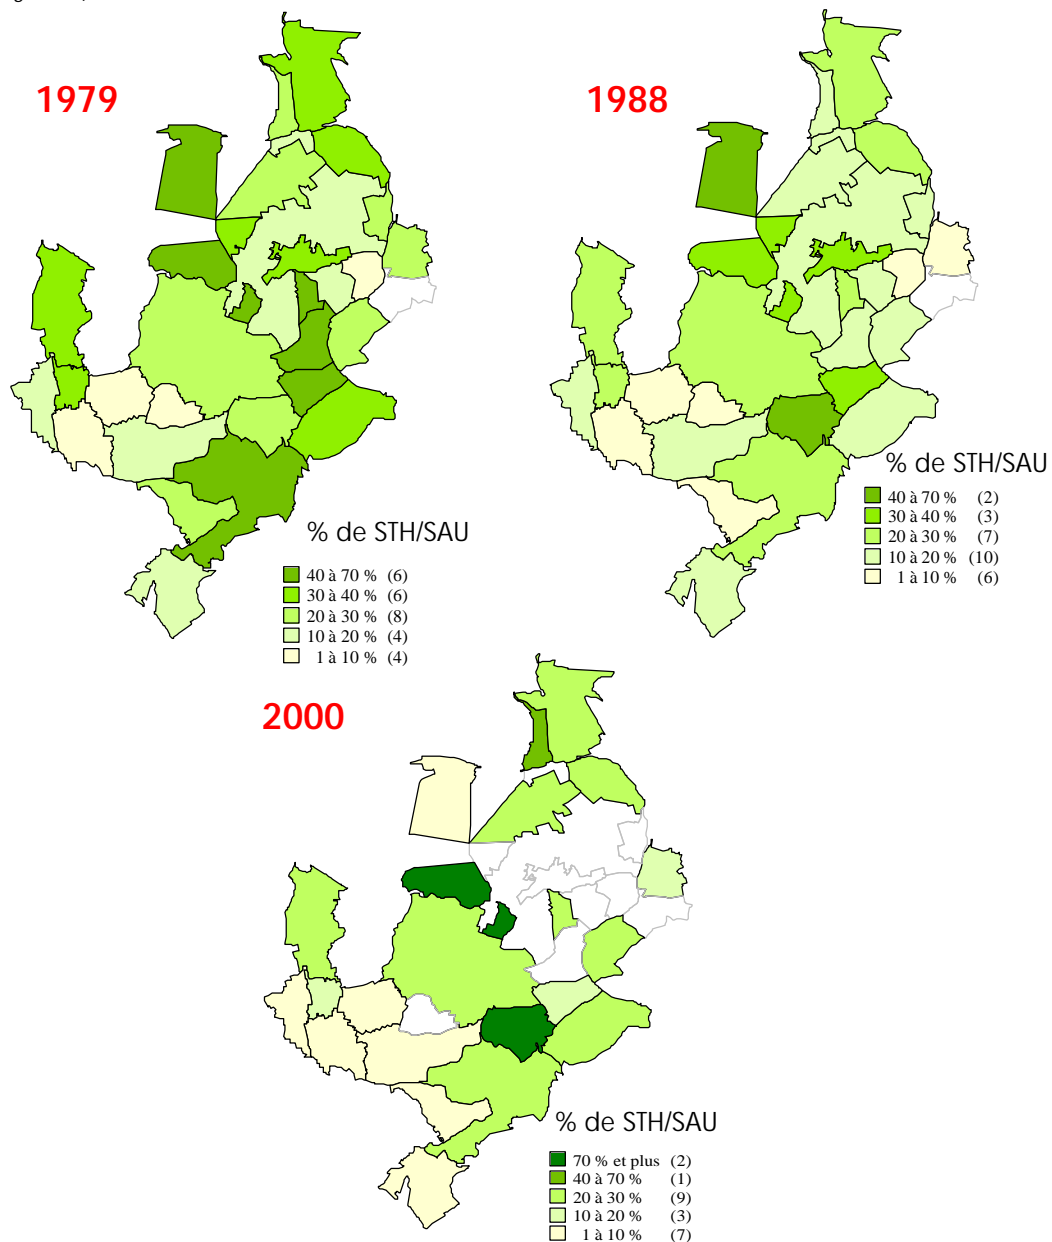 1979
1988
% de STH/SAU
40 à 70 % (2)
30 à 40 % (3)
20 à 30 % (7)
10 à 20 % (10)
1 à 10 % (6)
% de STH/SAU
40 à 70 % (6)
30 à 40 % (6)
20 à 30 % (8)
10 à 20 % (4)
1 à 10 % (4)
2000
% de STH/SAU
70 % et plus (2)
40 à 70 % (1)
20 à 30 % (9)
10 à 20 % (3)
1 à 10 % (7)